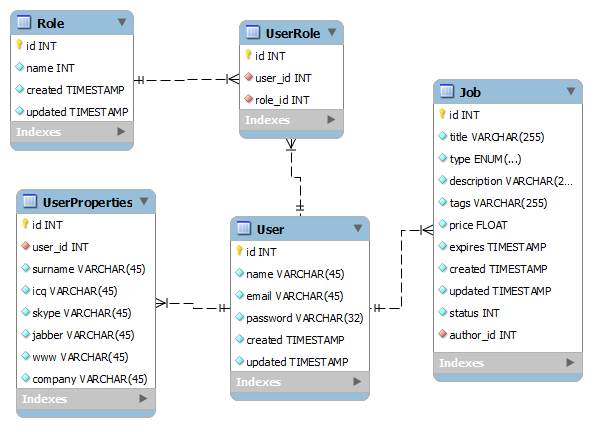 Role
id INT
name INT
created TIMESTAMP
updated TIMESTAMP
Indexes
UserRole
id INT
user_id INT
role_id INT
Indexes
Job
id INT
title VARCHAR(255)
type ENUM(...)
description VARCHAR(2...
tags VARCHAR(255)
price FLOAT
expires TIMESTAMP
created TIMESTAMP
updated TIMESTAMP
status INT
author_id INT
Indexes
UserProperties
id INT
user_id INT
surname VARCHAR(45)
icq VARCHAR(45)
skype VARCHAR(45)
jabber VARCHAR(45)
www VARCHAR(45)
company VARCHAR(45)
Indexes
User
id INT
name VARCHAR(45)
email VARCHAR(45)
password VARCHAR(32)
created TIMESTAMP
updated TIMESTAMP
Indexes